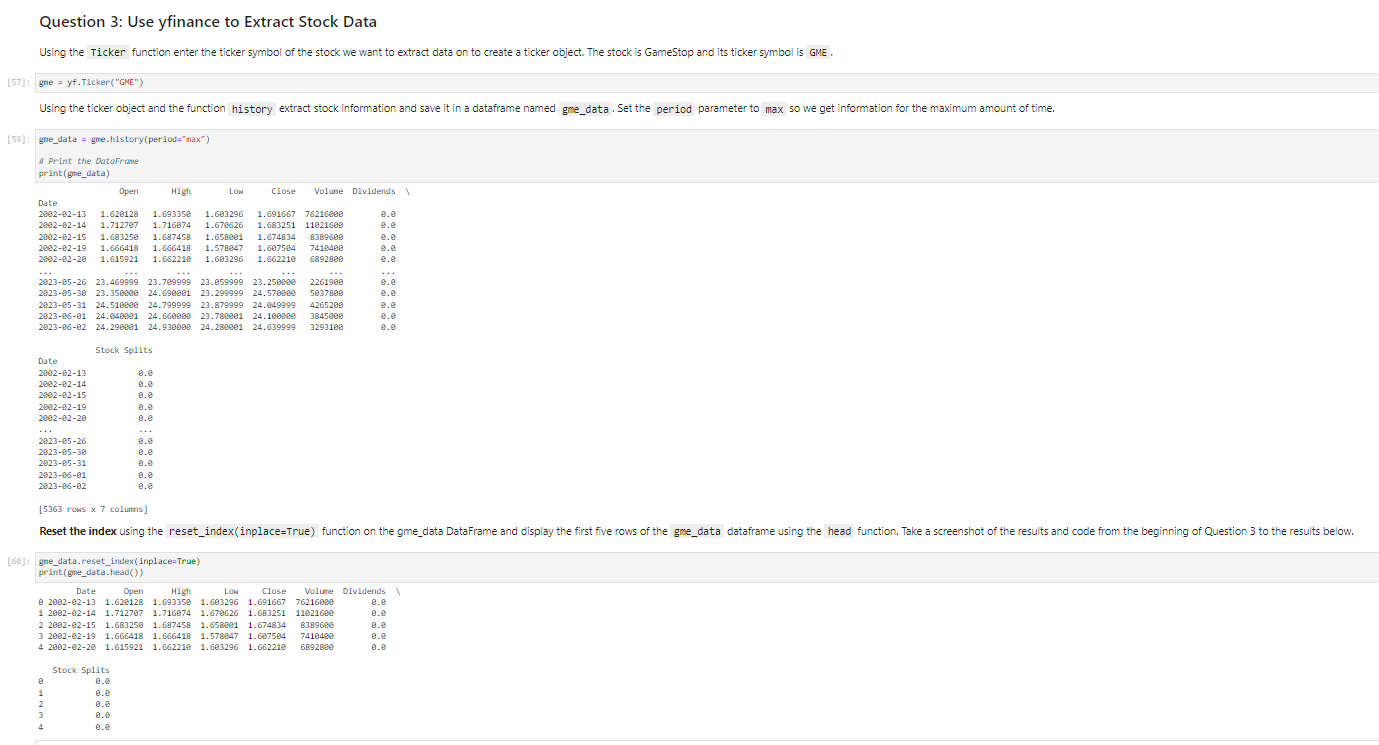 Question 3: Use yfinance to Extract Stock Data
Using the Ticker function enter the ticker symbol of the stock we want to extract data on to create a ticker object. The stock is GameStop and its ticker symbol is GME .
[57]: gme = yf.Ticker("GME")
Using the ticker object and the function history extract stock information and save it in a dataframe named gme_data . Set the period parameter to max so we get information for the maximum amount of time.
[59]: gme_data = gme.history(period="max")
# Print the DataFrame
print(gme_data)
Open High Low Close Volume Dividends \
Date
2002-02-13 1.620128 1.693350 1.603296 1.691667 76216000 0.0
2002-02-14 1.712707 1.716074 1.670626 1.683251 11021600 0.0
2002-02-15 1.683250 1.687458 1.658001 1.674834 8389600 0.0
2002-02-19 1.666418 1.666418 1.578047 1.607504 7410400 0.0
2002-02-20 1.615921 1.662210 1.603296 1.662210 6892800 0.0
... ... ... ... ... ... ...
2023-05-26 23.469999 23.709999 23.059999 23.250000 2261900 0.0
2023-05-30 23.350000 24.690001 23.299999 24.570000 5037800 0.0
2023-05-31 24.510000 24.799999 23.879999 24.049999 4265200 0.0
2023-06-01 24.040001 24.660000 23.780001 24.100000 3845000 0.0
2023-06-02 24.290001 24.930000 24.280001 24.639999 3293100 0.0
Stock Splits
Date
2002-02-13 0.0
2002-02-14 0.0
2002-02-15 0.0
2002-02-19 0.0
2002-02-20 0.0
... ...
2023-05-26 0.0
2023-05-30 0.0
2023-05-31 0.0
2023-06-01 0.0
2023-06-02 0.0
[5363 rows x 7 columns]
Reset the index using the reset_index(inplace=True) function on the gme_data DataFrame and display the first five rows of the gme_data dataframe using the head function. Take a screenshot of the results and code from the beginning of Question 3 to the results below.
[60]: gme_data.reset_index(inplace=True)
print(gme_data.head())
Date Open High Low Close Volume Dividends \
0 2002-02-13 1.620128 1.693350 1.603296 1.691667 76216000 0.0
1 2002-02-14 1.712707 1.716074 1.670626 1.683251 11021600 0.0
2 2002-02-15 1.683250 1.687458 1.658001 1.674834 8389600 0.0
3 2002-02-19 1.666418 1.666418 1.578047 1.607504 7410400 0.0
4 2002-02-20 1.615921 1.662210 1.603296 1.662210 6892800 0.0
Stock Splits
0 0.0
1 0.0
2 0.0
3 0.0
4 0.0